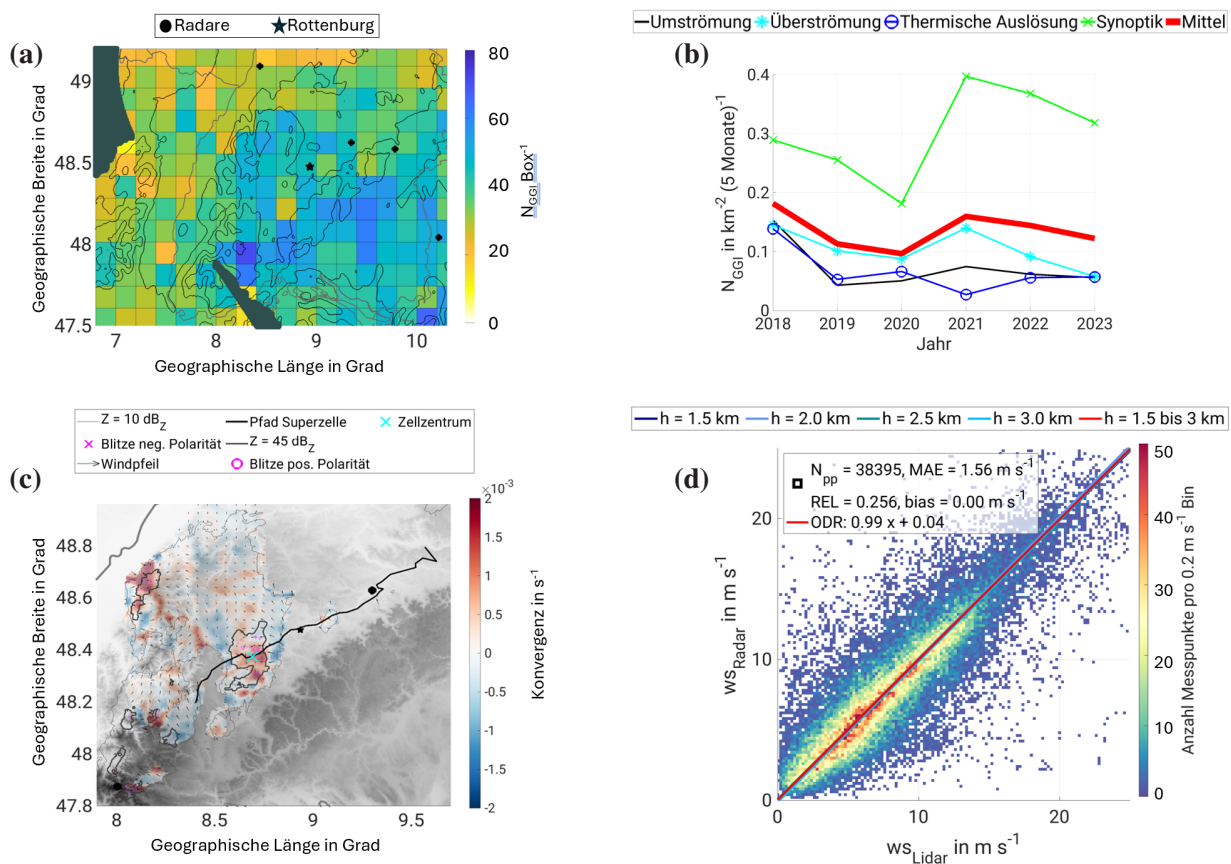 Radare Rottenburg
(a)
49
48.5
48
47.5
7 8 9 10
Geographische Breite in Grad
Geographische Länge in Grad
80
60
40
20
0
N_GGI Box⁻¹
Umströmung Überströmung Thermische Auslösung Synoptik Mittel
(b)
0.4
0.3
0.2
0.1
0
2018 2019 2020 2021 2022 2023
N_GGI in km⁻² (5 Monate)⁻¹
Jahr
Z = 10 dB_Z Pfad Superzelle Zellzentrum
Blitze neg. Polarität Z = 45 dB_Z
Windpfeil Blitze pos. Polarität
(c)
48.8
48.6
48.4
48.2
48
47.8
8 8.5 9 9.5
Geographische Breite in Grad
Geographische Länge in Grad
×10⁻³
2
1.5
1
0.5
0
-0.5
-1
-1.5
-2
Konvergenz in s⁻¹
h = 1.5 km h = 2.0 km h = 2.5 km h = 3.0 km h = 1.5 bis 3 km
(d)
N_pp = 38395, MAE = 1.56 m s⁻¹
REL = 0.256, bias = 0.00 m s⁻¹
ODR: 0.99 x + 0.04
20
10
0
0 10 20
ws_Radar in m s⁻¹
ws_Lidar in m s⁻¹
50
40
30
20
10
0
Anzahl Messpunkte pro 0.2 m s⁻¹ Bin